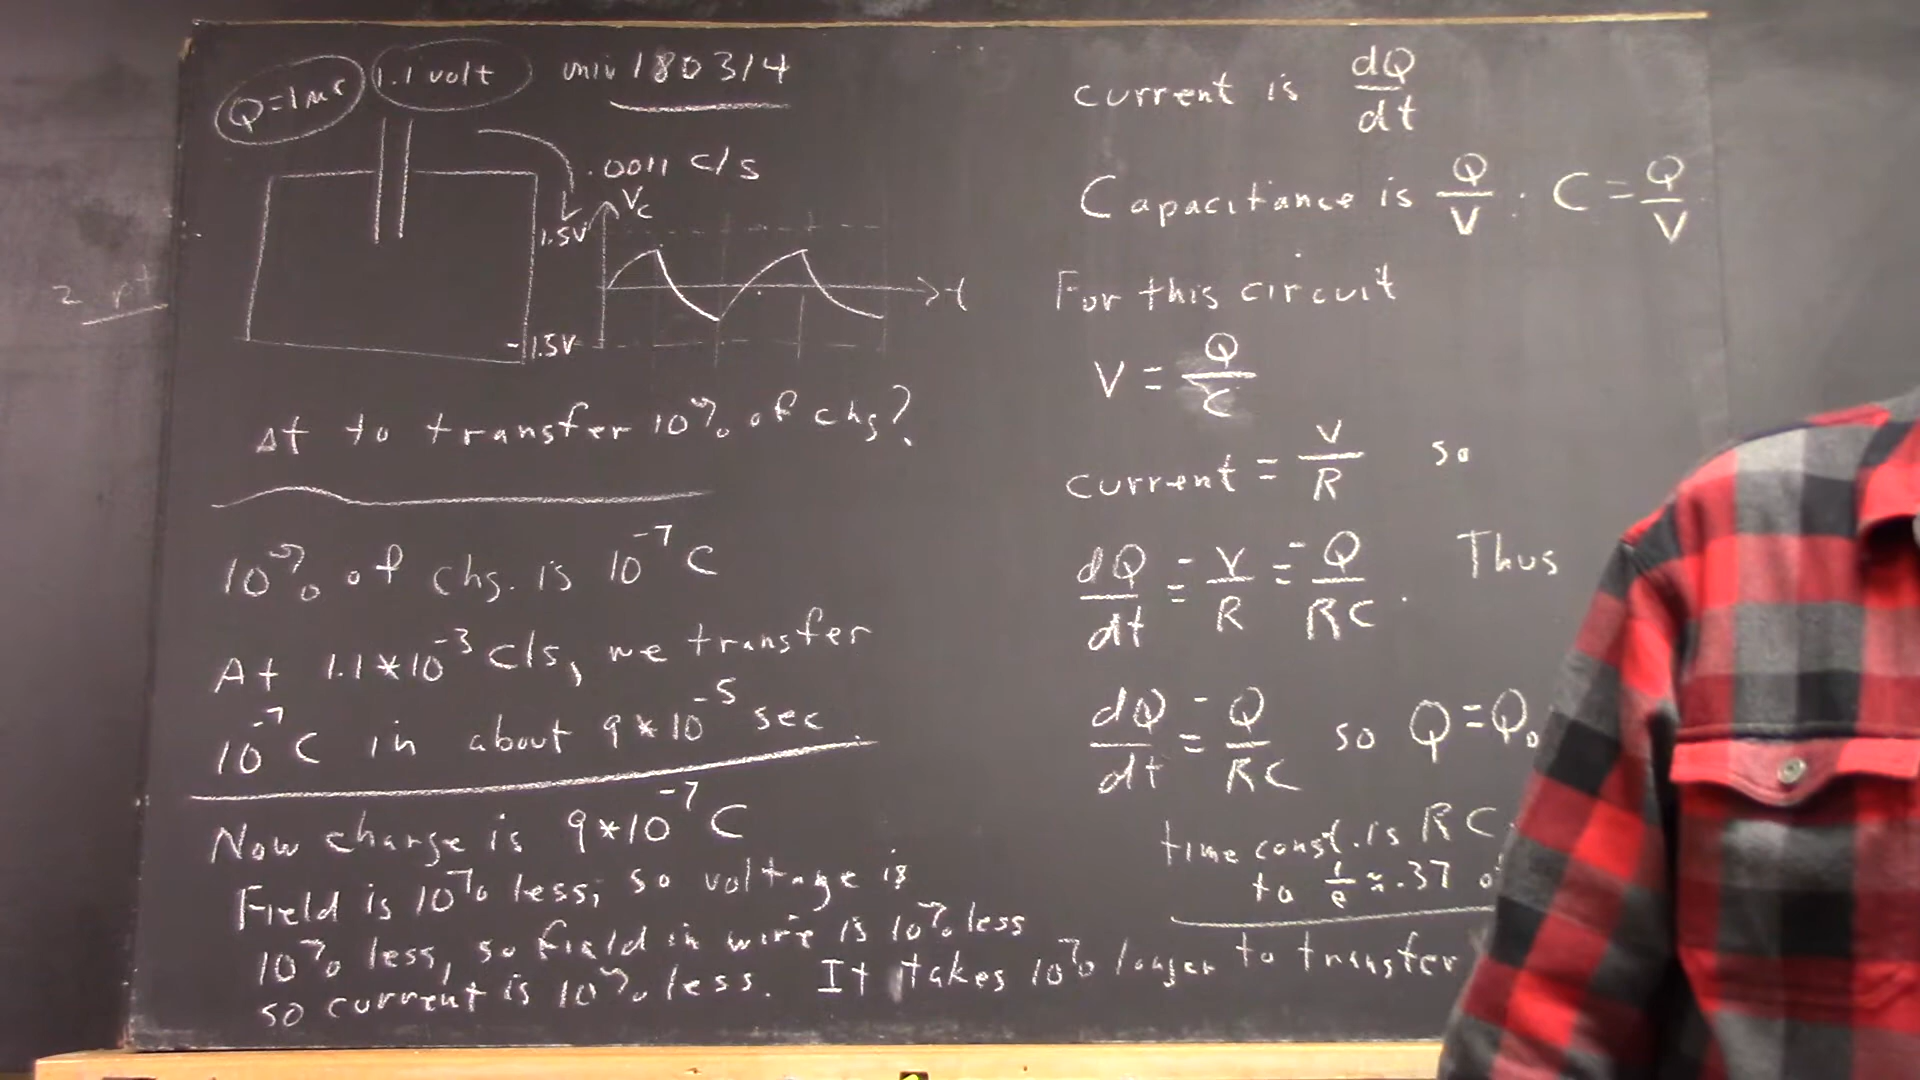 Q=1μC 1.1 volt univ 180314
.0011 C/s
Vc
1.5V
t
-1.5V
Δt to transfer 10% of chg?
10% of chg. is 10^-7 C
At 1.1*10^-3 C/s, we transfer
10^-7 C in about 9*10^-5 sec
Now charge is 9*10^-7 C
Field is 10% less, so voltage is
10% less, so field in wire is 10% less
so current is 10% less. It takes 10% longer to transfer
current is dQ/dt
Capacitance is Q/V. C = Q/V
For this circuit
V = Q/C
current = V/R so
dQ/dt = V/R = -Q/RC. Thus
dQ/dt = -Q/RC so Q = Q0
time const. is RC
to 1/e ≈ .37